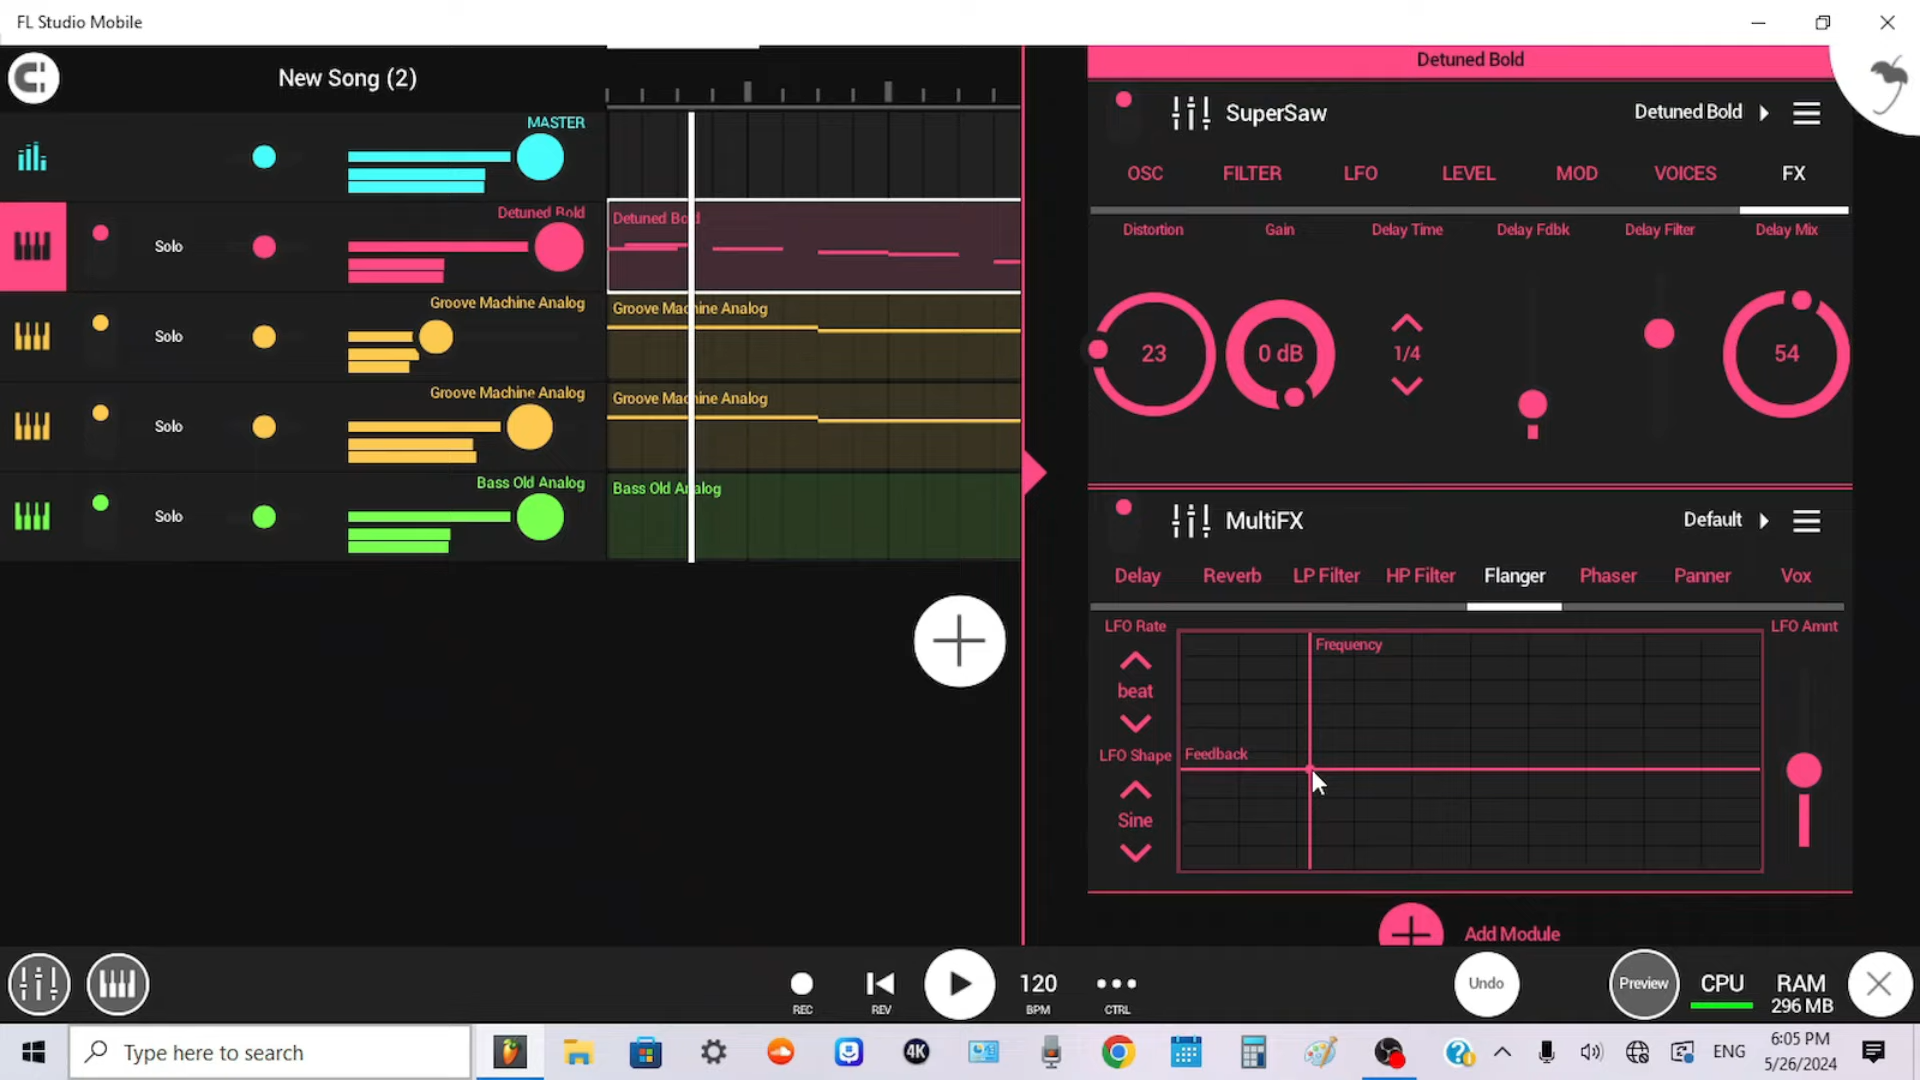 FL Studio Mobile
New Song (2)
MASTER
Detuned Bold
Solo
Groove Machine Analog
Solo
Groove Machine Analog
Solo
Bass Old Analog
Solo
Detuned Bold
Groove Machine Analog
Groove Machine Analog
Bass Old Analog
Detuned Bold
SuperSaw
Detuned Bold
OSC FILTER LFO LEVEL MOD VOICES FX
Distortion Gain Delay Time Delay Fdbk Delay Filter Delay Mix
23 0 dB 1/4 54
MultiFX
Default
Delay Reverb LP Filter HP Filter Flanger Phaser Panner Vox
LFO Rate
beat
LFO Shape
Sine
Frequency
Feedback
LFO Amnt
Add Module
REC
REV
120
BPM
CTRL
Undo
Preview
CPU
RAM
296 MB
Type here to search
4K
ENG
6:05 PM
5/26/2024